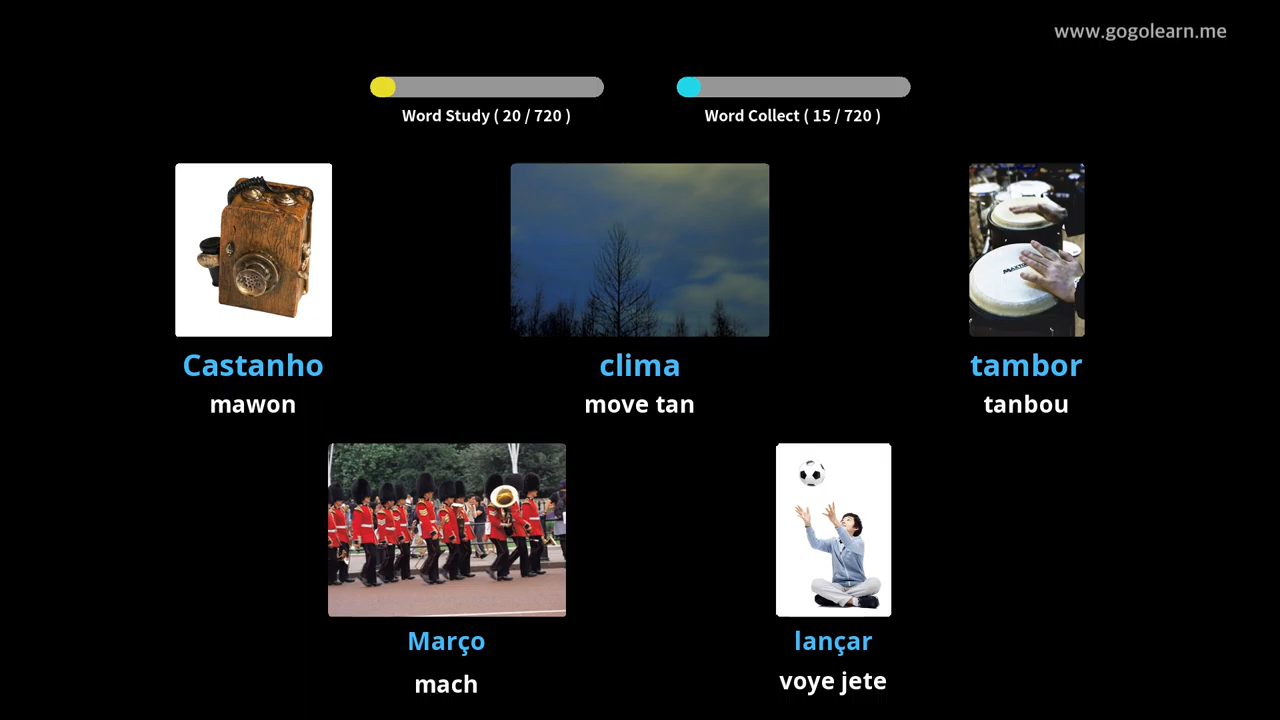 www.gogolearn.me
Word Study ( 20 / 720 )
Word Collect ( 15 / 720 )
Castanho
mawon
clima
move tan
tambor
tanbou
Março
mach
lançar
voye jete